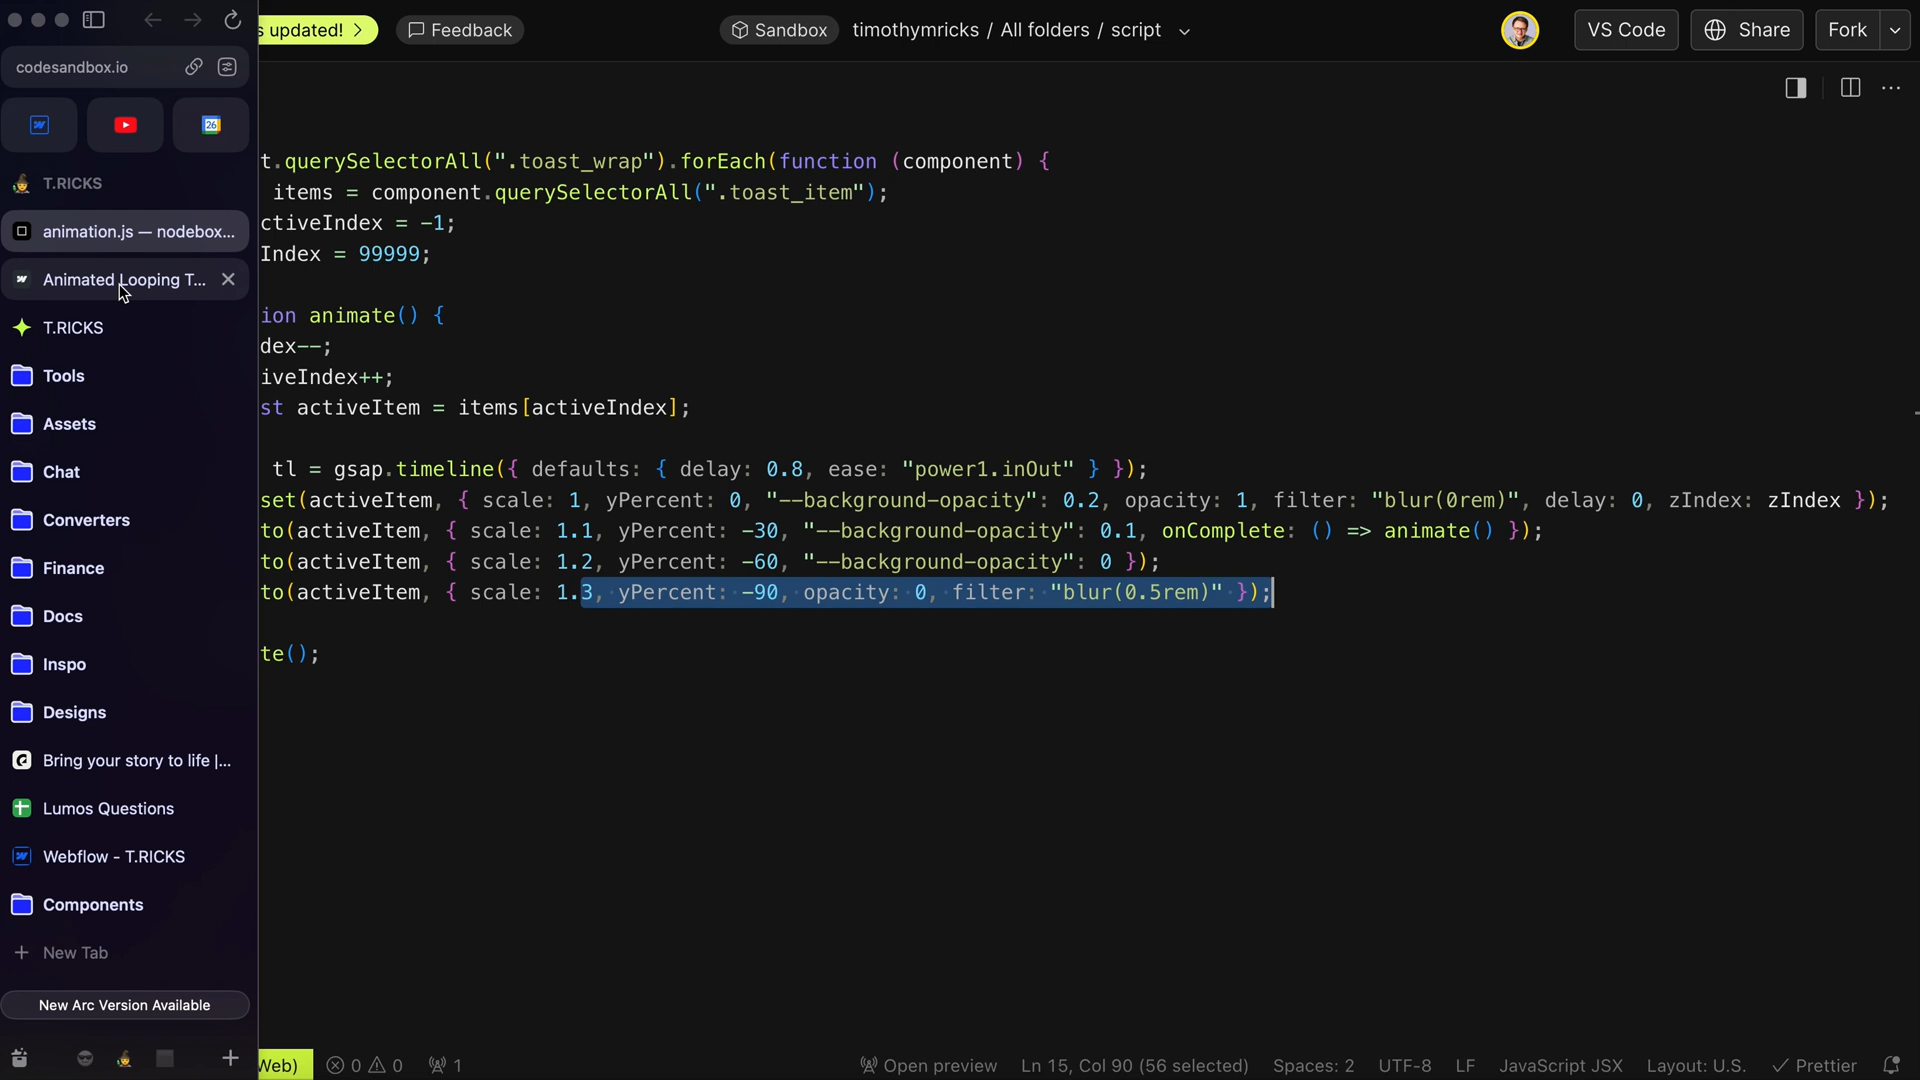 codesandbox.io
26
T.RICKS
animation.js — nodebox...
Animated Looping T...
T.RICKS
Tools
Assets
Chat
Converters
Finance
Docs
Inspo
Designs
Bring your story to life |...
Lumos Questions
Webflow - T.RICKS
Components
New Tab
New Arc Version Available
s updated! >
Feedback
Sandbox
timothymricks / All folders / script
VS Code
Share
Fork
t.querySelectorAll(".toast_wrap").forEach(function (component) {
items = component.querySelectorAll(".toast_item");
ctiveIndex = -1;
Index = 99999;
ion animate() {
dex--;
iveIndex++;
st activeItem = items[activeIndex];
tl = gsap.timeline({ defaults: { delay: 0.8, ease: "power1.inOut" } });
set(activeItem, { scale: 1, yPercent: 0, "--background-opacity": 0.2, opacity: 1, filter: "blur(0rem)", delay: 0, zIndex: zIndex });
to(activeItem, { scale: 1.1, yPercent: -30, "--background-opacity": 0.1, onComplete: () => animate() });
to(activeItem, { scale: 1.2, yPercent: -60, "--background-opacity": 0 });
to(activeItem, { scale: 1.3, yPercent: -90, opacity: 0, filter: "blur(0.5rem)" });
te();
Web)
0
0
1
Open preview
Ln 15, Col 90 (56 selected)
Spaces: 2
UTF-8
LF
JavaScript JSX
Layout: U.S.
Prettier